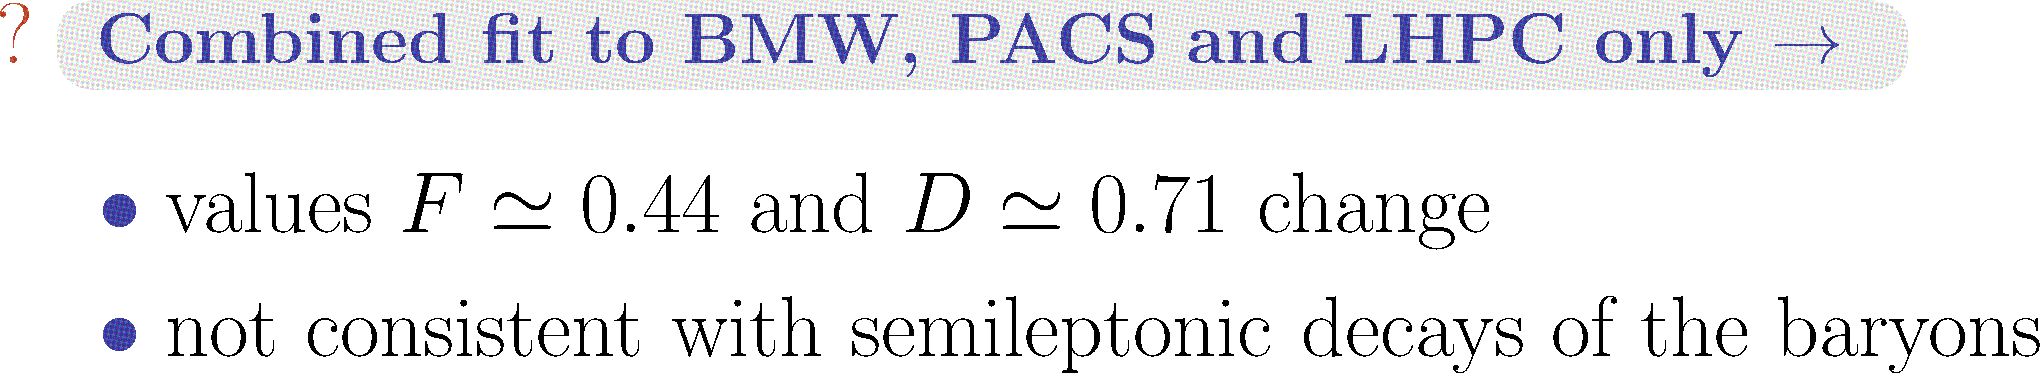 ? Combined fit to BMW, PACS and LHPC only →
• values F ≃ 0.44 and D ≃ 0.71 change
• not consistent with semileptonic decays of the baryons